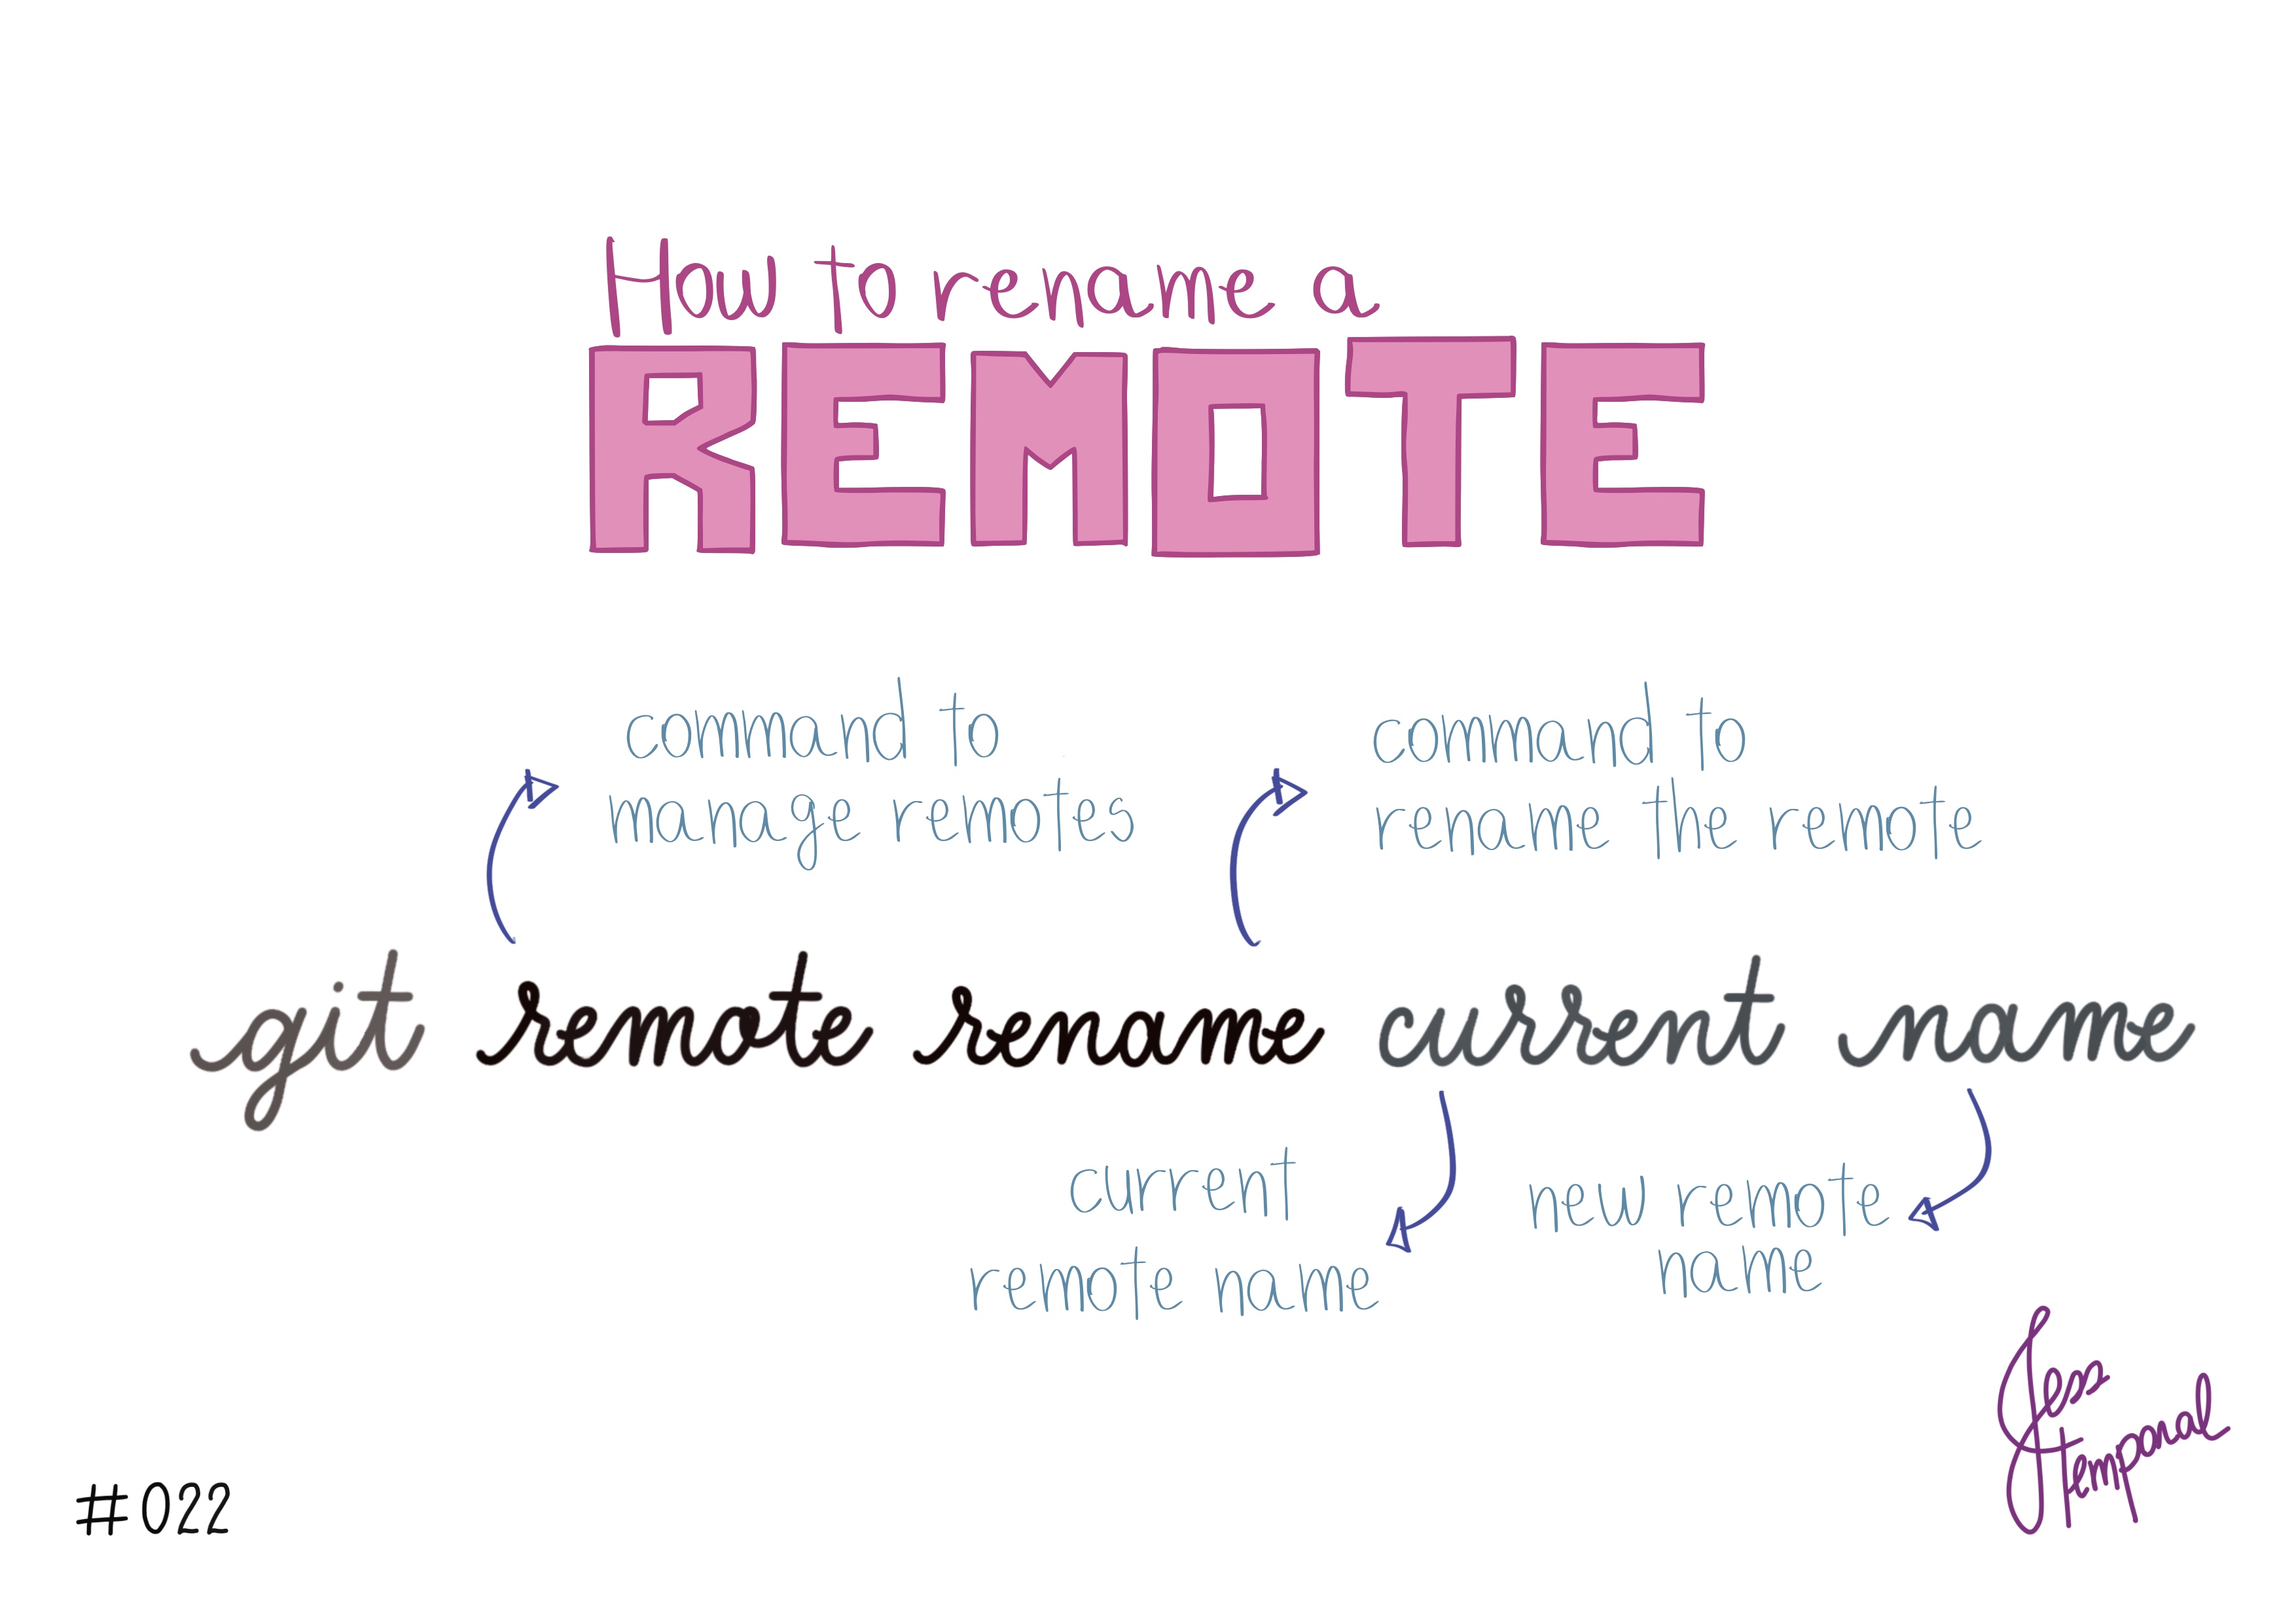 How to rename a
REMOTE
command to
manage remotes
command to
rename the remote
git remote rename current name
current
remote name
new remote
name
Jess
temporal
#022